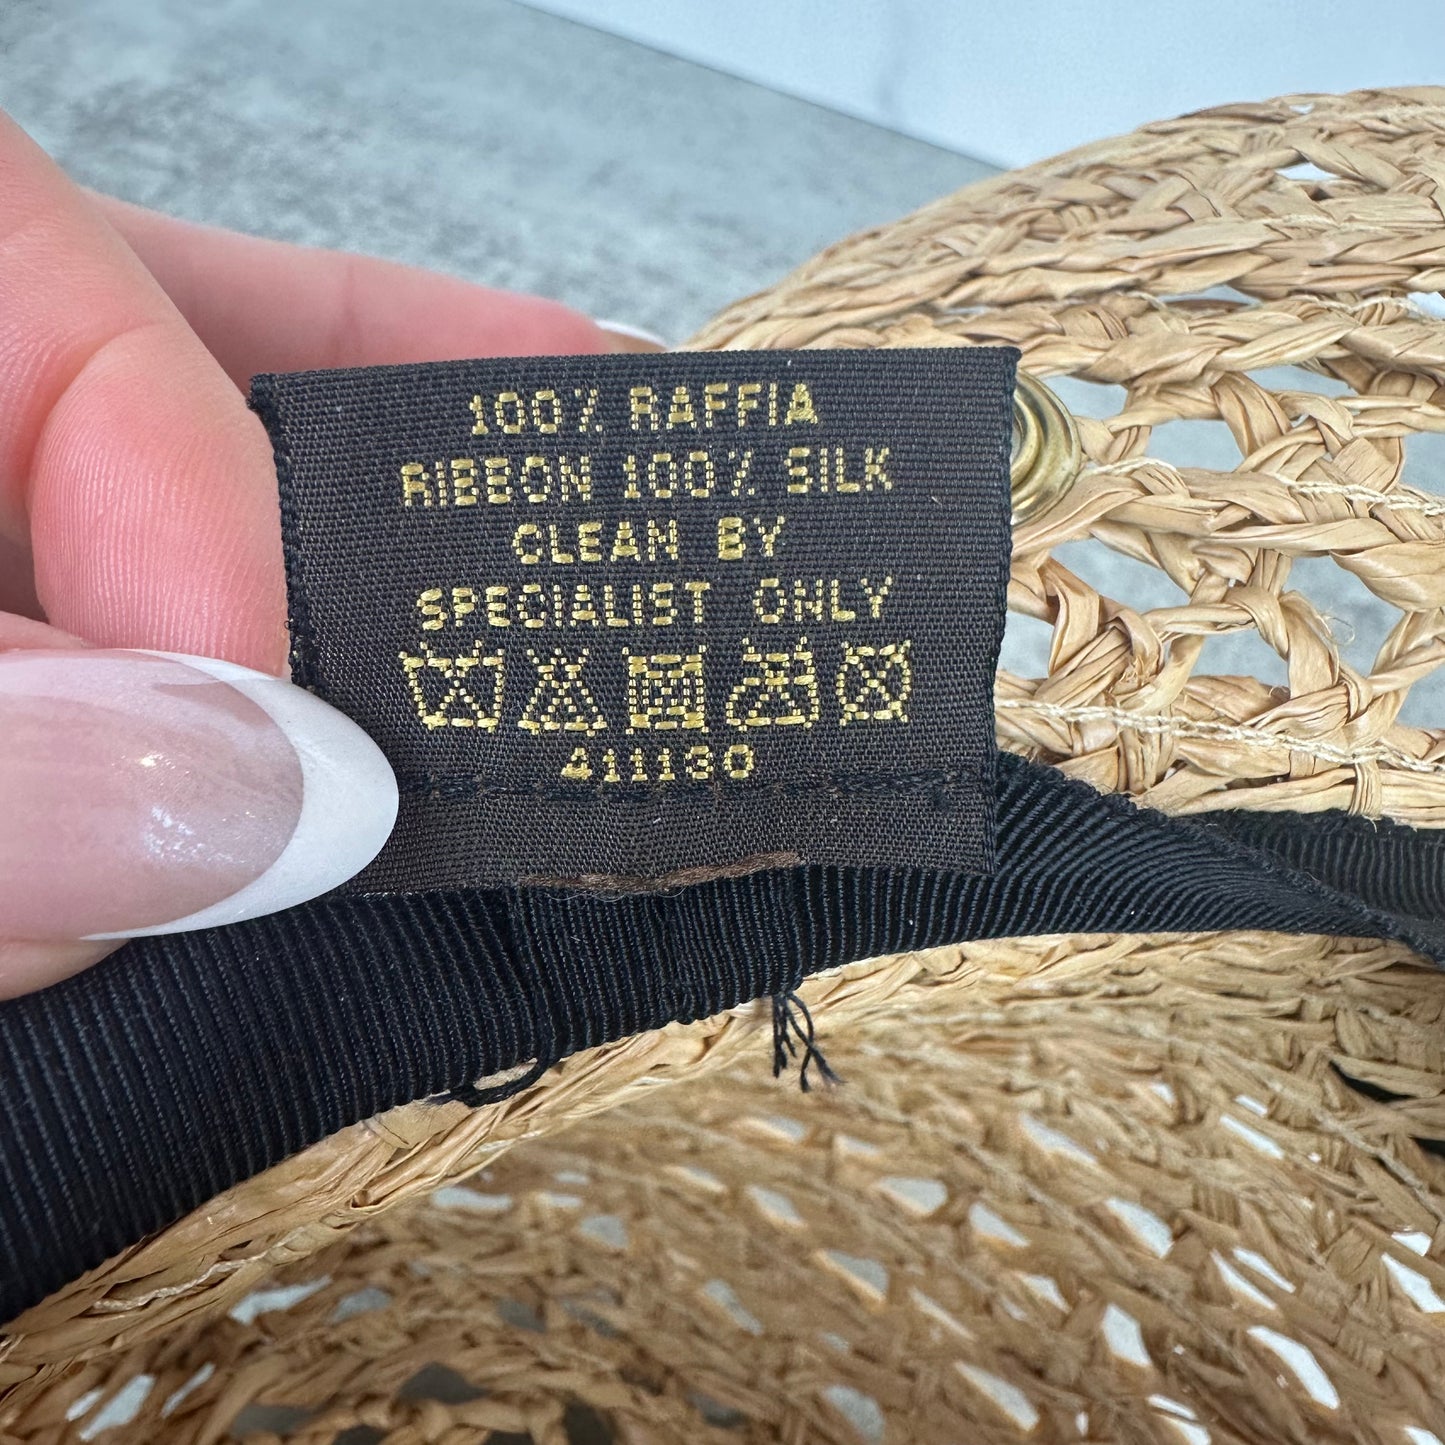 100% RAFFIA
RIBBON 100% SILK
CLEAN BY
SPECIALIST ONLY
411130